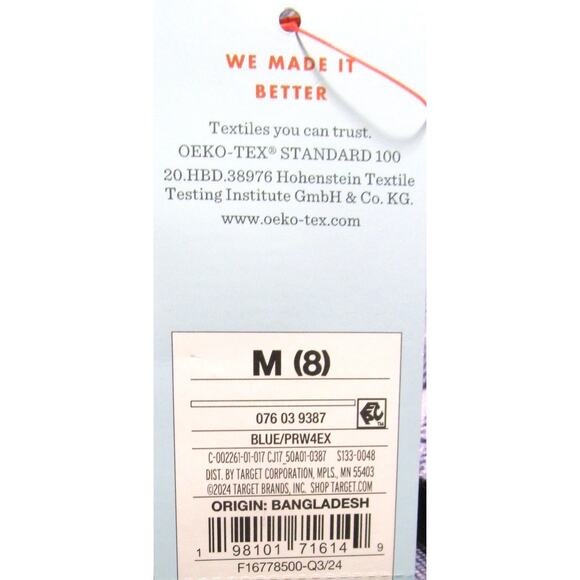 WE MADE IT
BETTER
Textiles you can trust.
OEKO-TEX® STANDARD 100
20.HBD.38976 Hohenstein Textile
Testing Institute GmbH & Co. KG.
www.oeko-tex.com
M (8)
076 03 9387
BLUE/PRW4EX
C-002261-01-017 CJ17_50A01-0387 S133-0048
DIST. BY TARGET CORPORATION, MPLS., MN 55403
©2024 TARGET BRANDS, INC. SHOP TARGET.COM
ORIGIN: BANGLADESH
1 98101 71614 9
F16778500-Q3/24